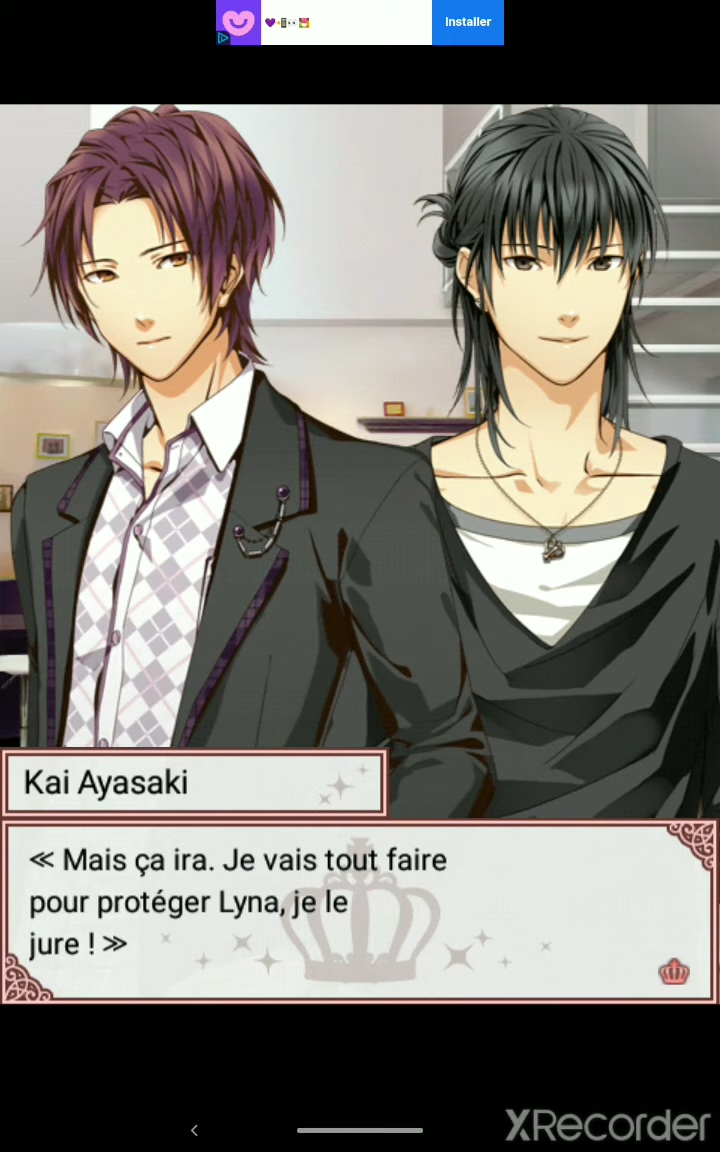 Installer
Kai Ayasaki
≪ Mais ça ira. Je vais tout faire
pour protéger Lyna, je le
jure ! ≫
XRecorder